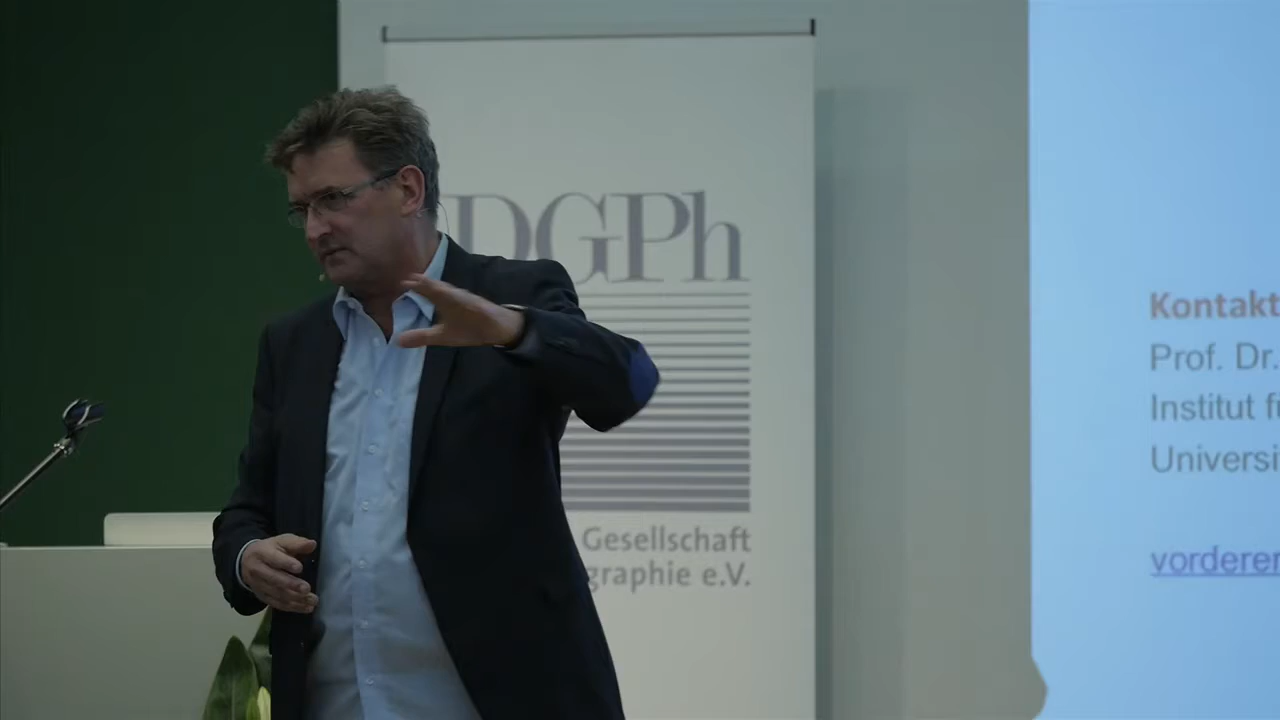 DGPh
Gesellschaft
graphie e.V.
Kontakt
Prof. Dr.
Institut f
Universi
vorderer